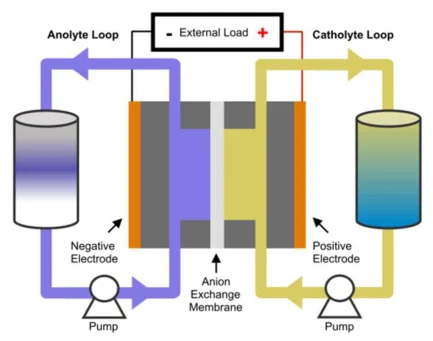 Anolyte Loop
- External Load +
Catholyte Loop
Negative
Electrode
Positive
Electrode
Anion
Exchange
Membrane
Pump
Pump